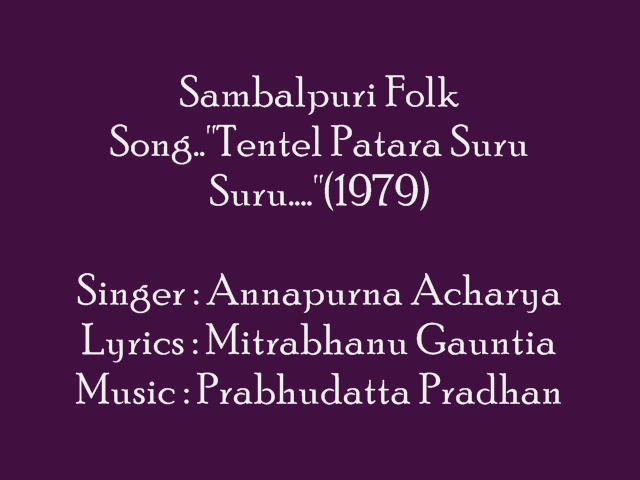 Sambalpuri Folk
Song.."Tentel Patara Suru
Suru...."(1979)
Singer : Annapurna Acharya
Lyrics : Mitrabhanu Gauntia
Music : Prabhudatta Pradhan